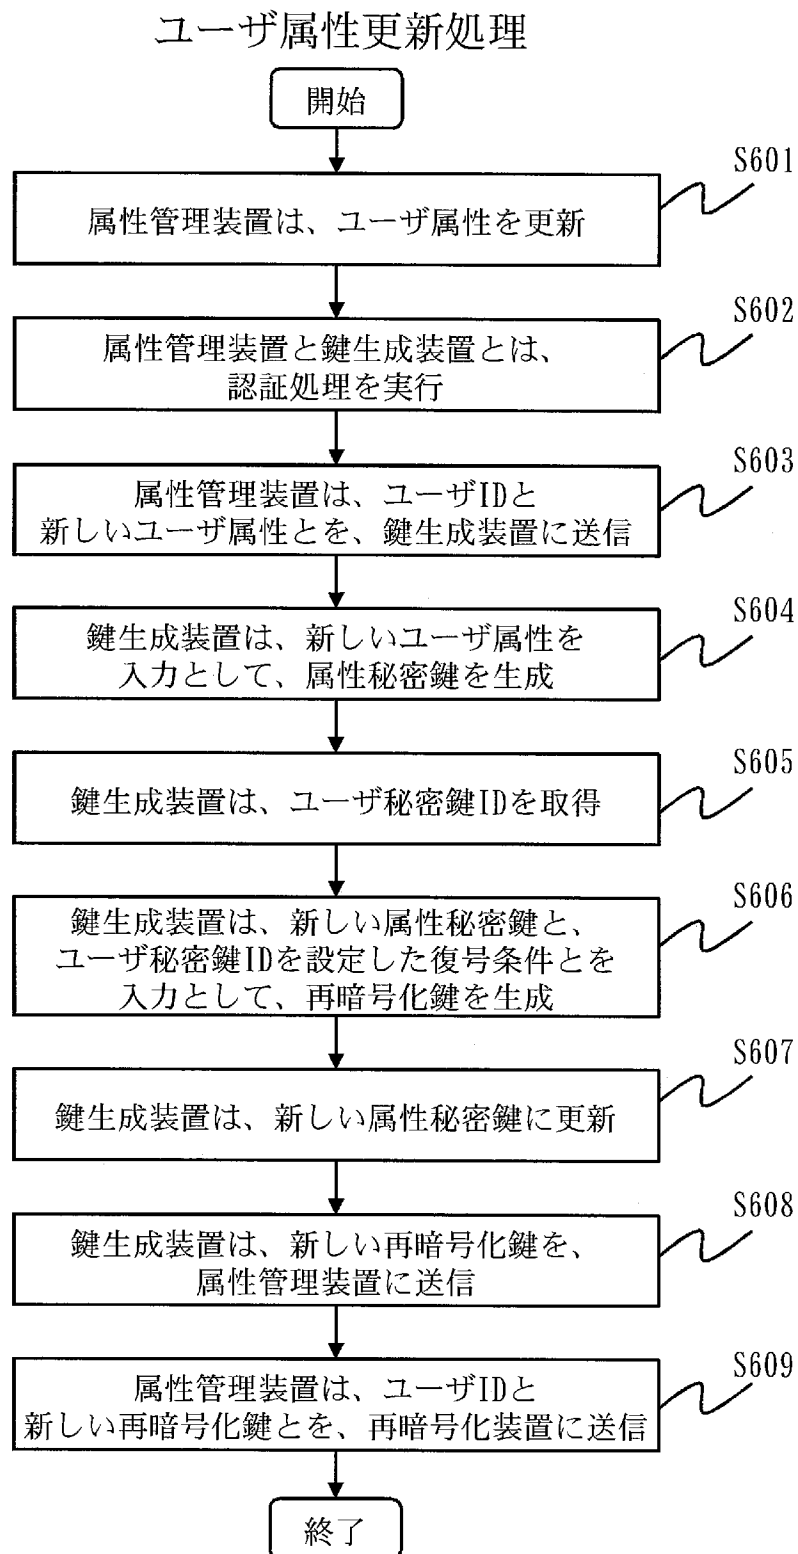 ユーザ属性更新処理
開始
S601
属性管理装置は、ユーザ属性を更新
S602
属性管理装置と鍵生成装置とは、
認証処理を実行
S603
属性管理装置は、ユーザIDと
新しいユーザ属性とを、鍵生成装置に送信
S604
鍵生成装置は、新しいユーザ属性を
入力として、属性秘密鍵を生成
S605
鍵生成装置は、ユーザ秘密鍵IDを取得
S606
鍵生成装置は、新しい属性秘密鍵と、
ユーザ秘密鍵IDを設定した復号条件とを
入力として、再暗号化鍵を生成
S607
鍵生成装置は、新しい属性秘密鍵に更新
S608
鍵生成装置は、新しい再暗号化鍵を、
属性管理装置に送信
S609
属性管理装置は、ユーザIDと
新しい再暗号化鍵とを、再暗号化装置に送信
終了